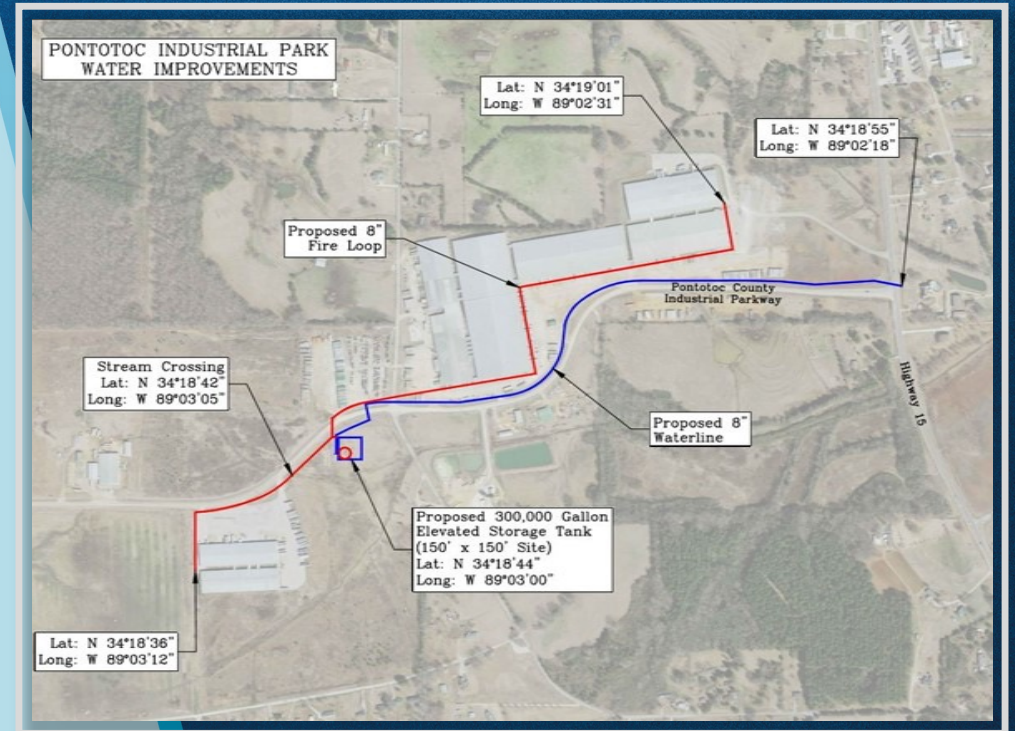 PONTOTOC INDUSTRIAL PARK
WATER IMPROVEMENTS
Lat: N 34°19'01"
Long: W 89°02'31"
Lat: N 34°18'55"
Long: W 89°02'18"
Proposed 8"
Fire Loop
Pontotoc County
Industrial Parkway
Stream Crossing
Lat: N 34°18'42"
Long: W 89°03'05"
Highway 15
Proposed 8"
Waterline
Proposed 300,000 Gallon
Elevated Storage Tank
(150' x 150' Site)
Lat: N 34°18'44"
Long: W 89°03'00"
Lat: N 34°18'36"
Long: W 89°03'12"